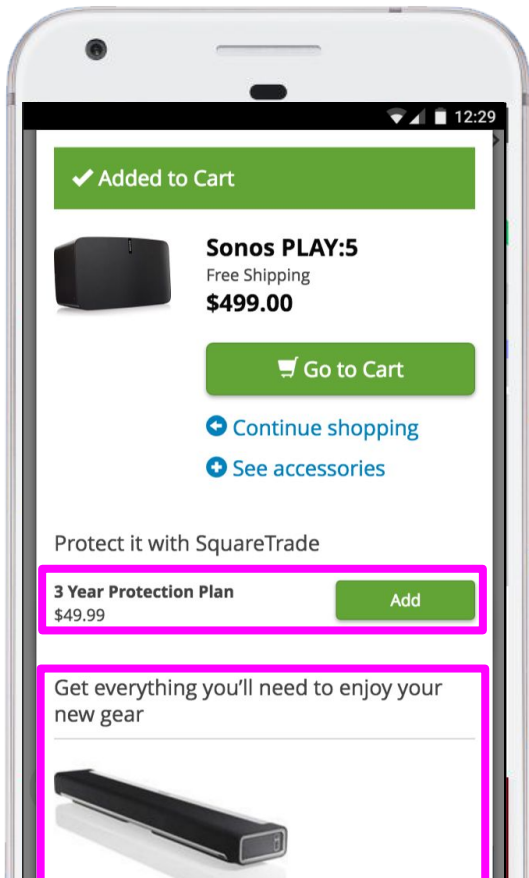 12:29
Added to Cart
Sonos PLAY:5
Free Shipping
$499.00
Go to Cart
Continue shopping
See accessories
Protect it with SquareTrade
3 Year Protection Plan
$49.99
Add
Get everything you’ll need to enjoy your
new gear